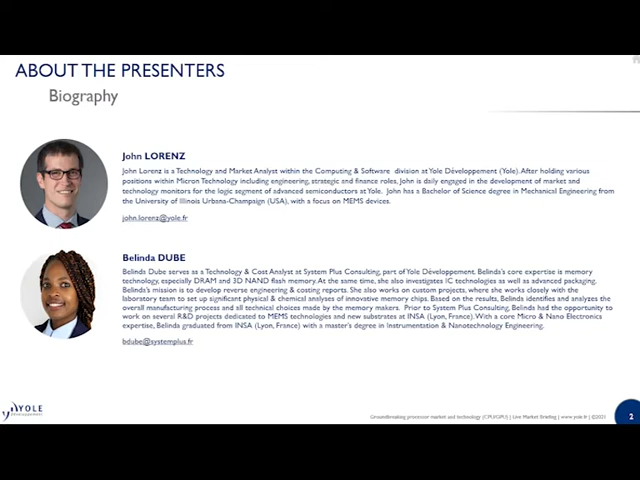 ABOUT THE PRESENTERS
Biography
John LORENZ
John Lorenz is a Technology and Market Analyst within the Computing & Software division at Yole Développement (Yole). After holding various
positions within Micron Technology including engineering, strategic and finance roles, John is daily engaged in the development of market and
technology monitors for the logic segment of advanced semiconductors at Yole. John has a Bachelor of Science degree in Mechanical Engineering from
the University of Illinois Urbana-Champaign (USA), with a focus on MEMS devices.
john.lorenz@yole.fr
Belinda DUBE
Belinda Dube serves as a Technology & Cost Analyst at System Plus Consulting, part of Yole Développement. Belinda's core expertise is memory
technology, especially DRAM and 3D NAND flash memory. At the same time, she also investigates IC technologies as well as advanced packaging.
Belinda's mission is to develop reverse engineering & costing reports. She also works on custom projects, where she works closely with the
laboratory team to set up significant physical & chemical analyses of innovative memory chips. Based on the results, Belinda identifies and analyzes the
overall manufacturing process and all technical choices made by the memory makers. Prior to System Plus Consulting, Belinda had the opportunity to
work on several R&D projects dedicated to MEMS technologies and new substrates at INSA (Lyon, France). With a core Micro & Nano Electronics
expertise, Belinda graduated from INSA (Lyon, France) with a master's degree in Instrumentation & Nanotechnology Engineering.
bdube@systemplus.fr
YOLE
Développement
Groundbreaking processor market and technology (CPU/GPU) | Live Market Briefing | www.yole.fr | ©2021
2